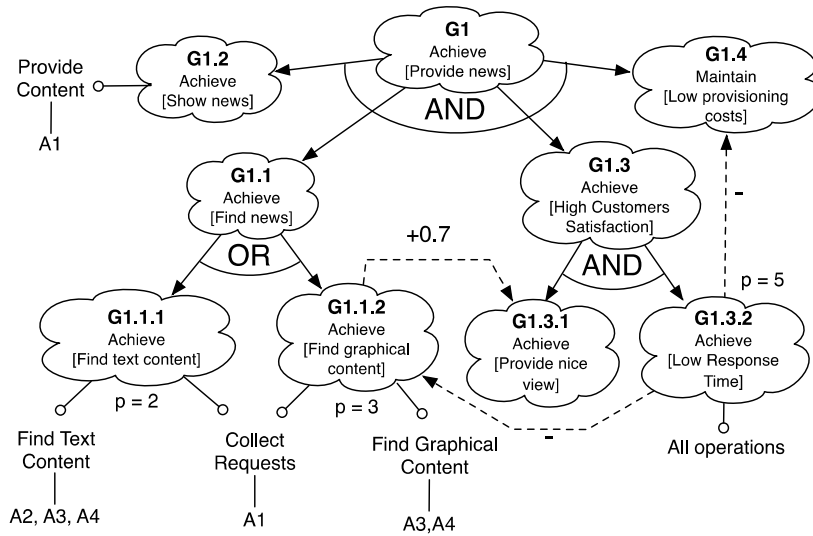 G1
Achieve
[Provide news]
G1.2
Achieve
[Show news]
G1.4
Maintain
[Low provisioning
costs]
Provide
Content
A1
AND
G1.1
Achieve
[Find news]
G1.3
Achieve
[High Customers
Satisfaction]
-
+0.7
OR
AND
p = 5
G1.1.1
Achieve
[Find text content]
G1.1.2
Achieve
[Find graphical
content]
G1.3.1
Achieve
[Provide nice
view]
G1.3.2
Achieve
[Low Response
Time]
p = 2
p = 3
-
Find Text
Content
A2, A3, A4
Collect
Requests
A1
Find Graphical
Content
A3,A4
All operations